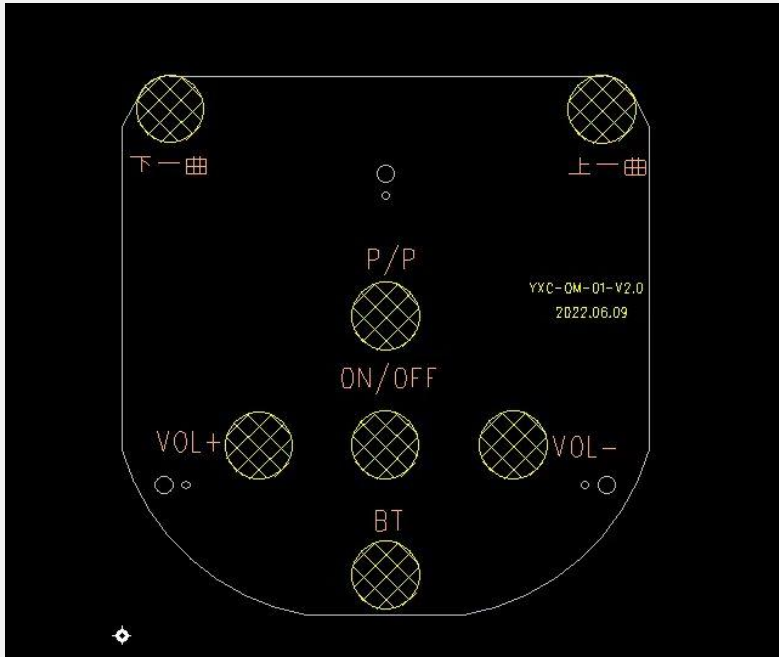 下一曲
上一曲
P/P
YXC-OM-01-V2.0
2022.06.09
ON/OFF
VOL+
VOL-
BT